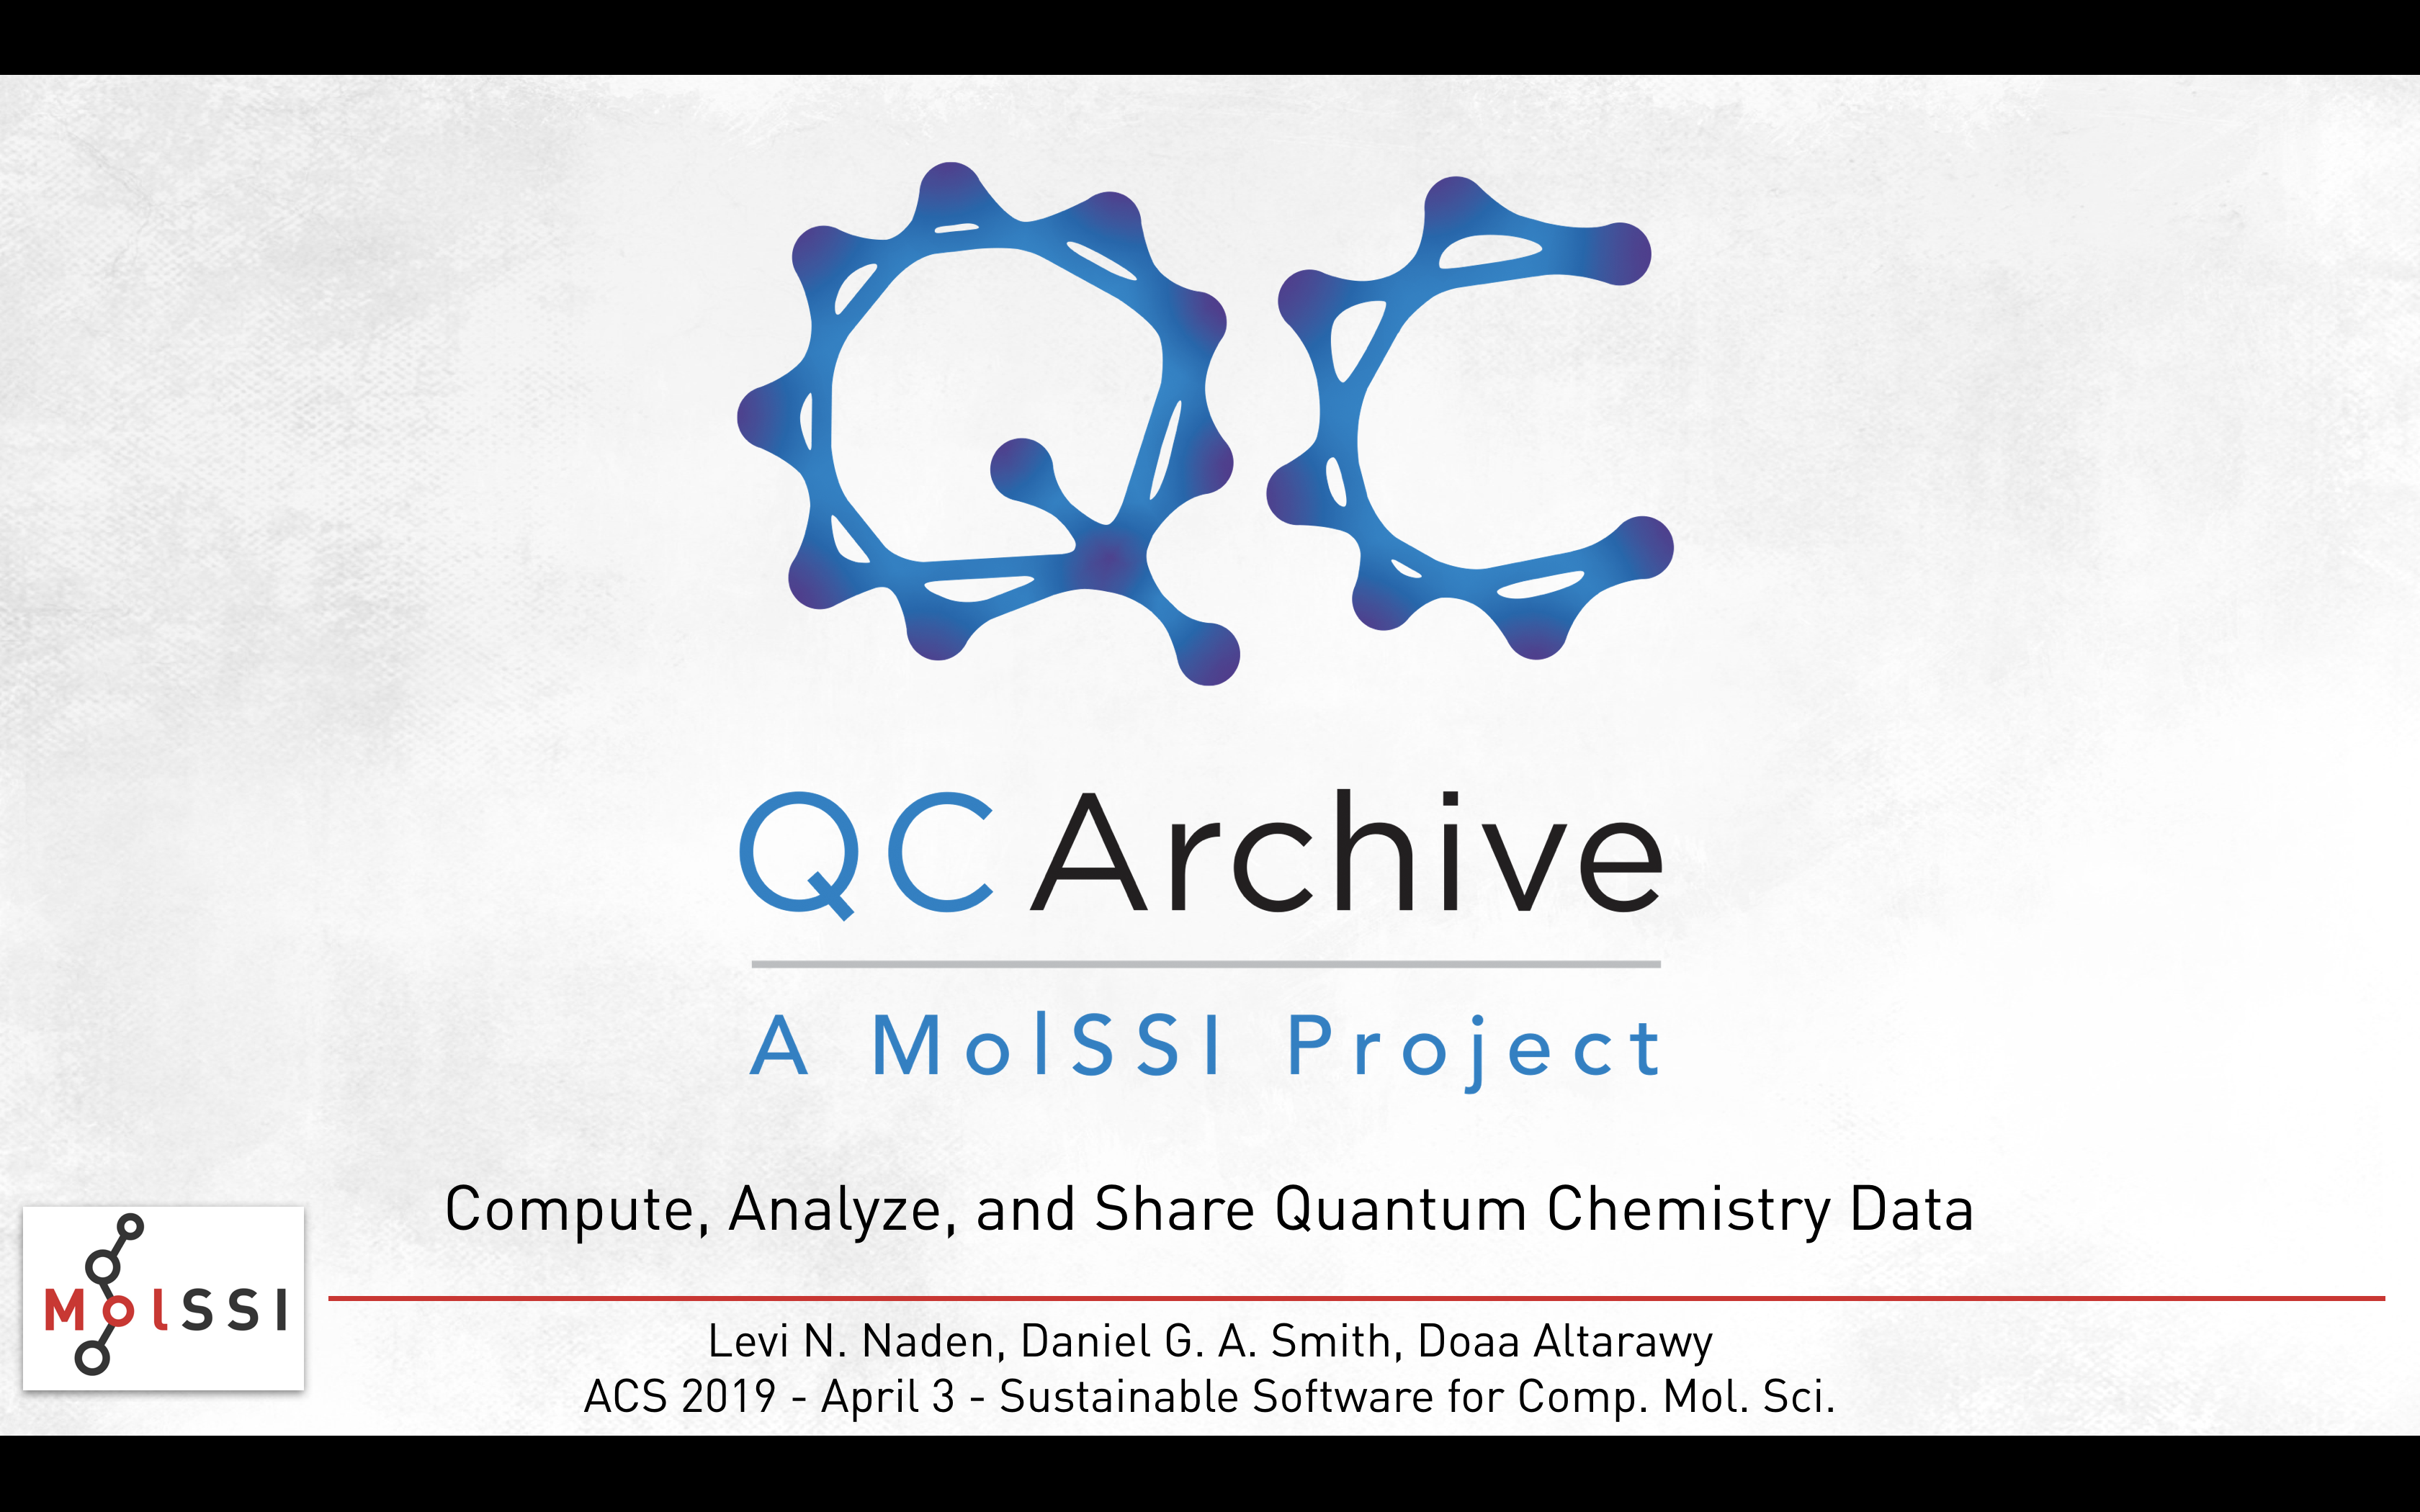 QC
QCArchive
A MolSSI Project
Compute, Analyze, and Share Quantum Chemistry Data
MolSSI
Levi N. Naden, Daniel G. A. Smith, Doaa Altarawy
ACS 2019 - April 3 - Sustainable Software for Comp. Mol. Sci.